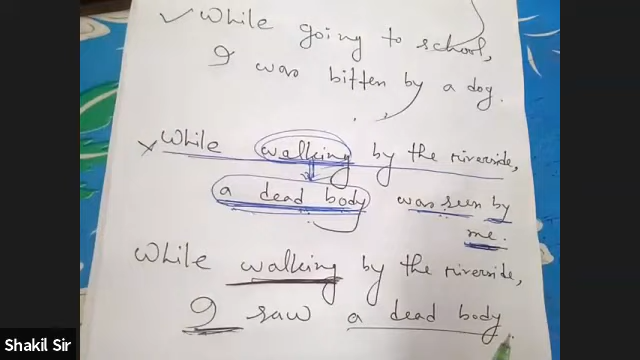 While going to school,
I was bitten by a dog.
While walking by the riverside,
a dead body was seen by
me.
While walking by the riverside,
I saw a dead body
Shakil Sir